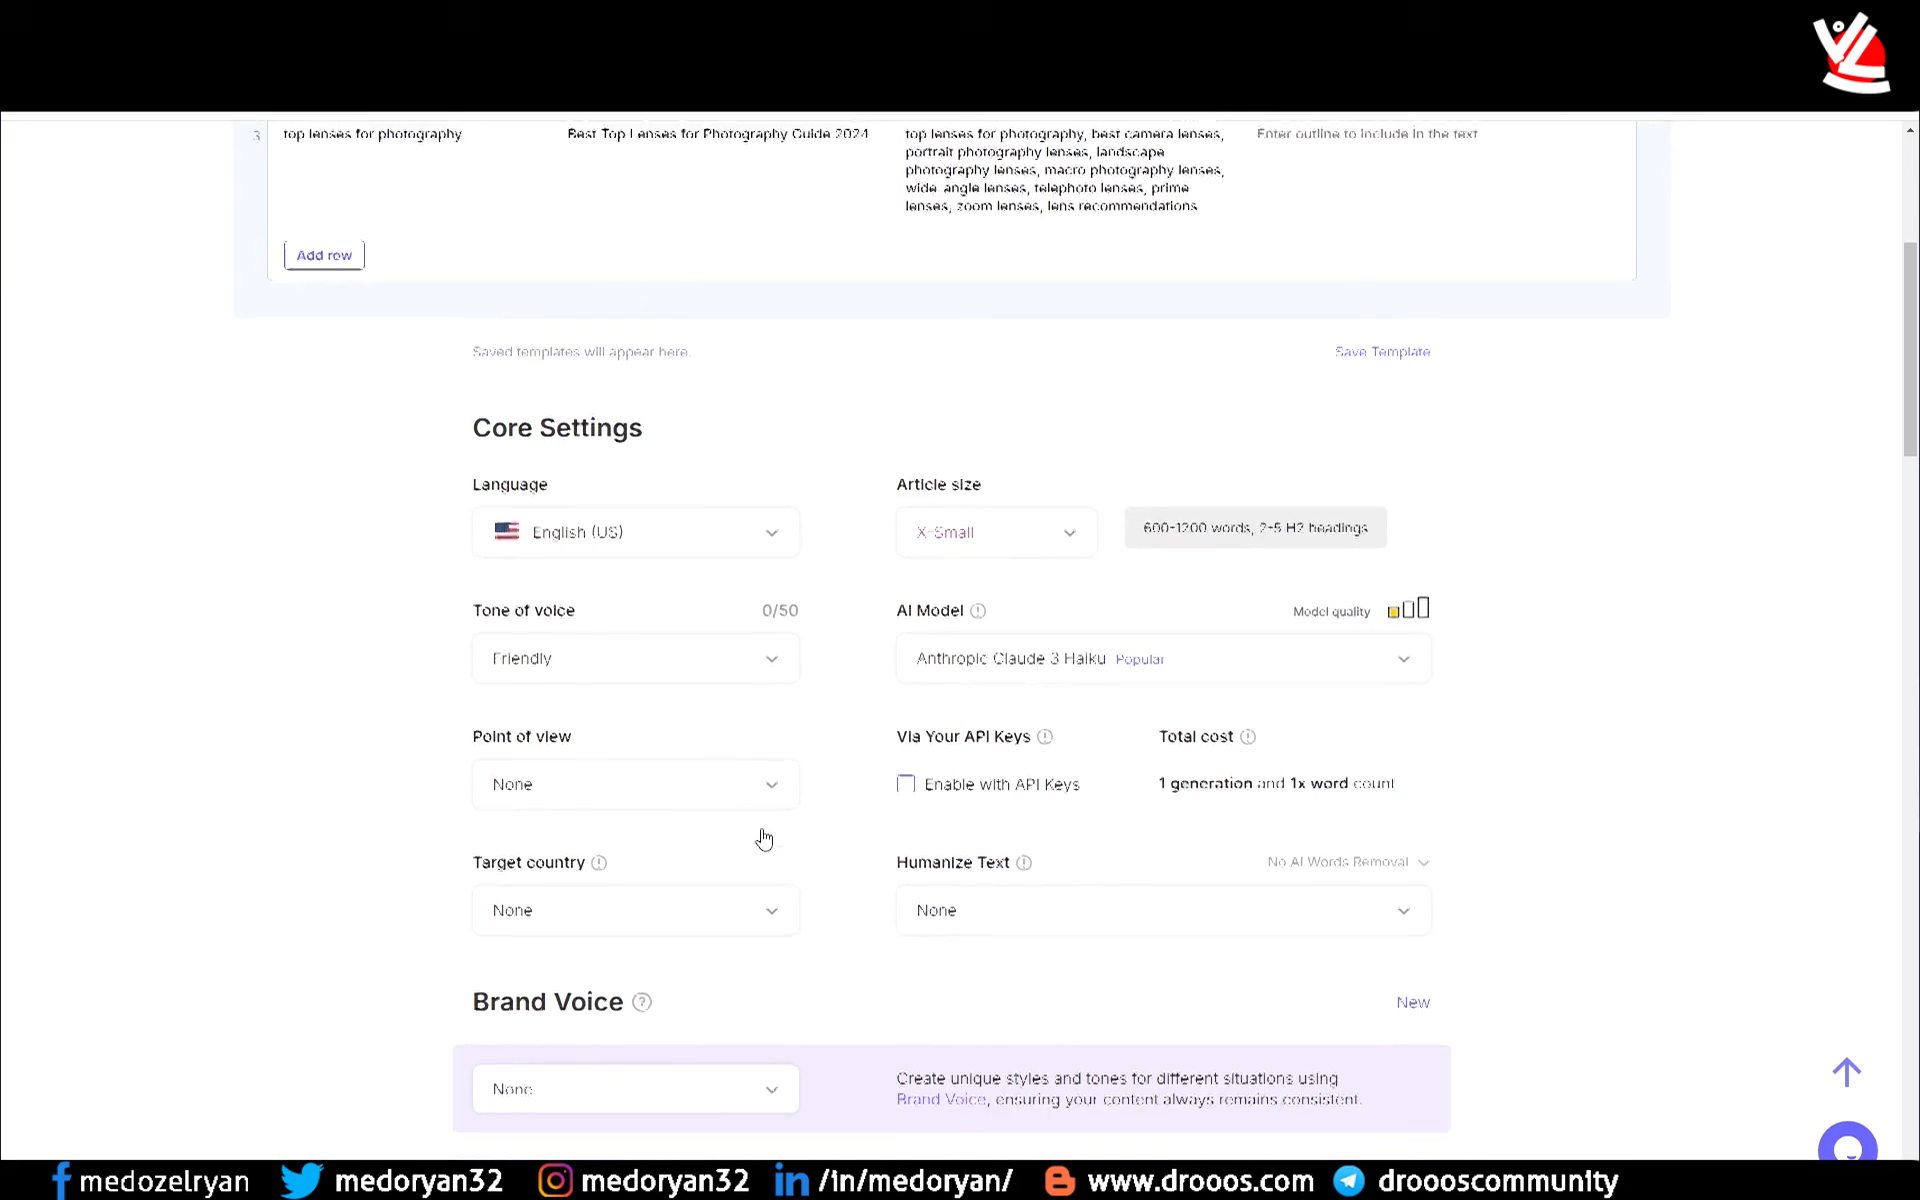 3
top lenses for photography
Best Top Lenses for Photography Guide 2024
top lenses for photography, best camera lenses,
portrait photography lenses, landscape
photography lenses, macro photography lenses,
wide-angle lenses, telephoto lenses, prime
lenses, zoom lenses, lens recommendations
Enter outline to include in the text
Add row
Saved templates will appear here.
Save Template
Core Settings
Language
English (US)
Article size
X-Small
600-1200 words, 2-5 H2 headings
Tone of voice
0/50
Friendly
AI Model
Model quality
Anthropic Claude 3 Haiku Popular
Point of view
None
Via Your API Keys
Enable with API Keys
Total cost
1 generation and 1x word count
Target country
None
Humanize Text
No AI Words Removal
None
Brand Voice
New
None
Create unique styles and tones for different situations using
Brand Voice, ensuring your content always remains consistent.
medozelryan medoryan32 medoryan32 /in/medoryan/ www.drooos.com droooscommunity